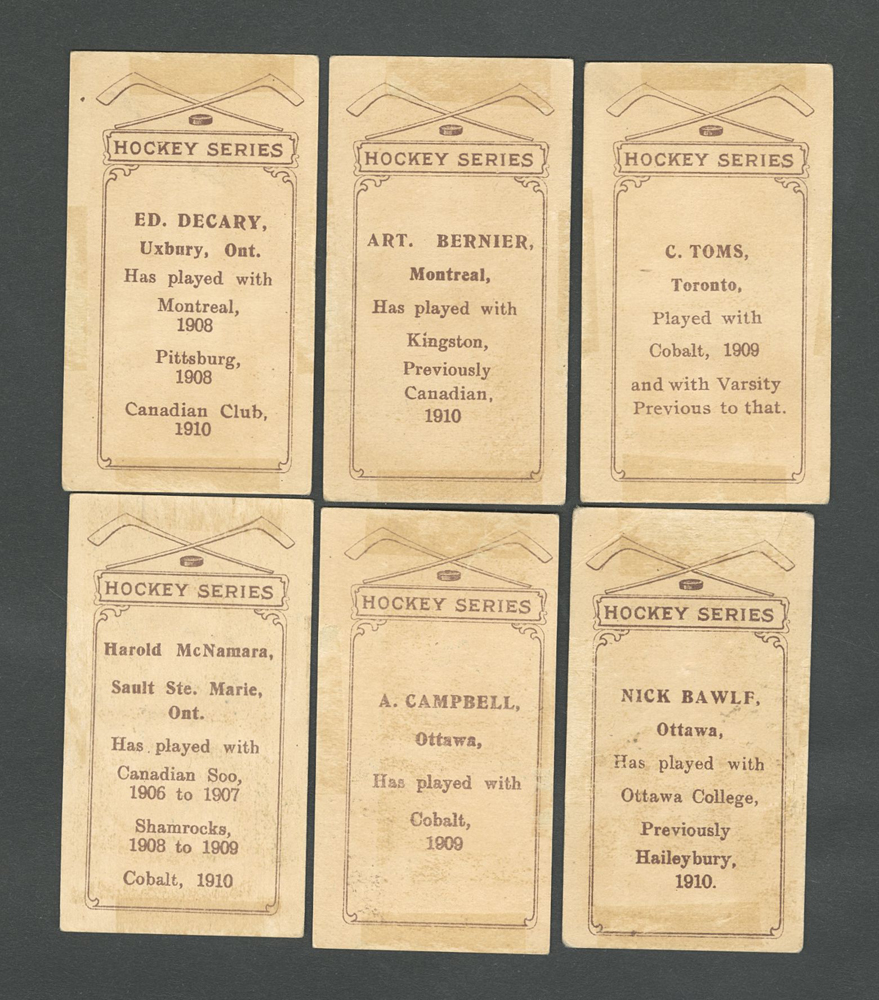 HOCKEY SERIES
ED. DECARY,
Uxbury, Ont.
Has played with
Montreal,
1908
Pittsburg,
1908
Canadian Club,
1910
HOCKEY SERIES
ART. BERNIER,
Montreal,
Has played with
Kingston,
Previously
Canadian,
1910
HOCKEY SERIES
C. TOMS,
Toronto,
Played with
Cobalt, 1909
and with Varsity
Previous to that.
HOCKEY SERIES
Harold McNamara,
Sault Ste. Marie,
Ont.
Has played with
Canadian Soo,
1906 to 1907
Shamrocks,
1908 to 1909
Cobalt, 1910
HOCKEY SERIES
A. CAMPBELL,
Ottawa,
Has played with
Cobalt,
1909
HOCKEY SERIES
NICK BAWLF,
Ottawa,
Has played with
Ottawa College,
Previously
Haileybury,
1910.